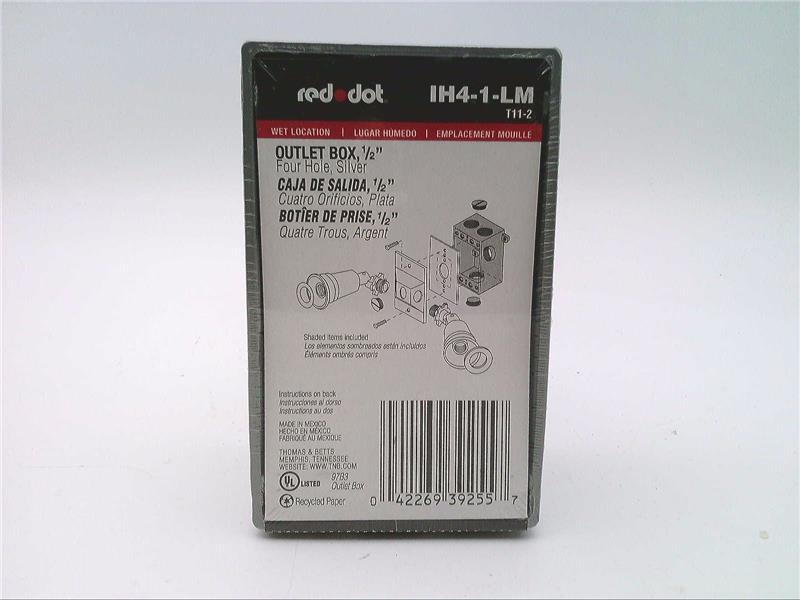 red•dot
IH4-1-LM
T11-2
WET LOCATION | LUGAR HÚMEDO | EMPLACEMENT MOUILLÉ
OUTLET BOX, 1/2"
Four Hole, Silver
CAJA DE SALIDA, 1/2"
Cuatro Orificios, Plata
BOTÎER DE PRISE, 1/2"
Quatre Trous, Argent
Shaded items included
Los elementos sombreados están incluidos
Éléments ombrés compris
Instructions on back
Instrucciones al dorso
Instructions au dos
MADE IN MEXICO
HECHO EN MÉXICO
FABRIQUÉ AU MEXIQUE
THOMAS & BETTS
MEMPHIS, TENNESSEE
WEBSITE: WWW.TNB.COM
UL LISTED 97B3
Outlet Box
Recycled Paper
0 42269 39255 7